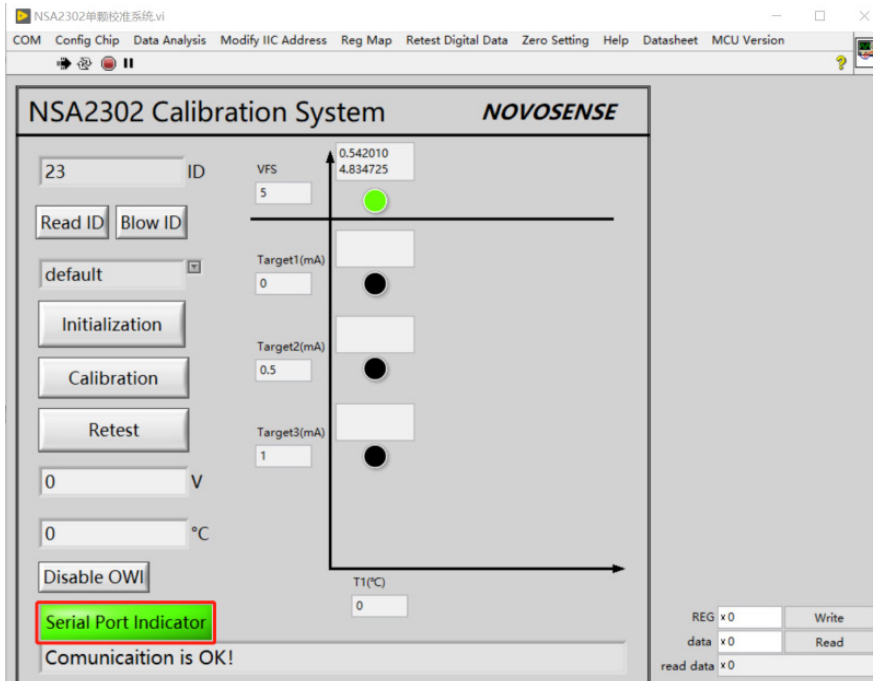 NSA2302单颗校准系统.vi
COM Config Chip Data Analysis Modify IIC Address Reg Map Retest Digital Data Zero Setting Help Datasheet MCU Version
NSA2302 Calibration System NOVOSENSE
23 ID
Read ID Blow ID
default
Initialization
Calibration
Retest
0 V
0 °C
Disable OWI
Serial Port Indicator
Comunicaition is OK!
VFS
5
0.542010
4.834725
Target1(mA)
0
Target2(mA)
0.5
Target3(mA)
1
T1(℃)
0
REG x0 Write
data x0 Read
read data x0